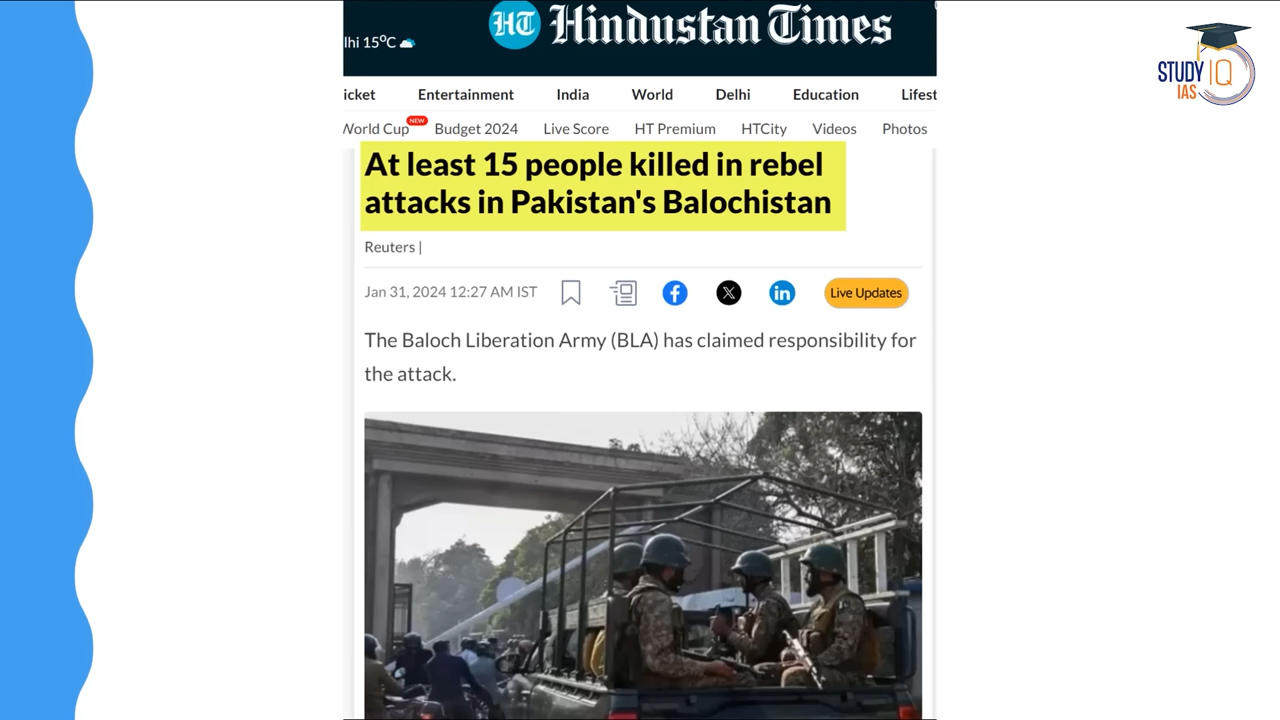 HT Hindustan Times
lhi 15⁰C
STUDY IQ
IAS
icket Entertainment India World Delhi Education Lifest
World Cup NEW Budget 2024 Live Score HT Premium HTCity Videos Photos
At least 15 people killed in rebel
attacks in Pakistan's Balochistan
Reuters |
Jan 31, 2024 12:27 AM IST X in Live Updates
The Baloch Liberation Army (BLA) has claimed responsibility for
the attack.